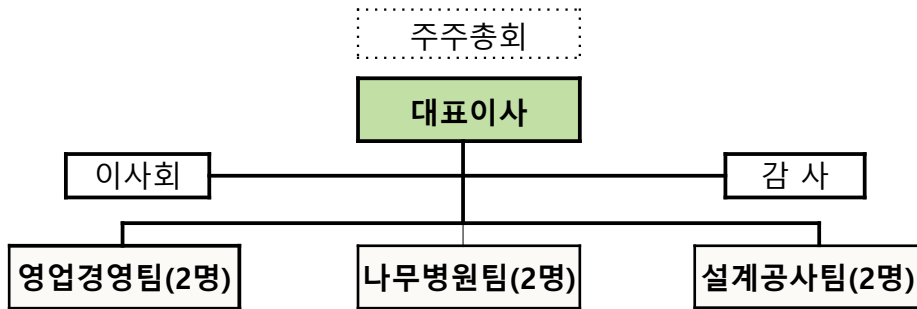 주주총회
대표이사
이사회
감 사
영업경영팀(2명)
나무병원팀(2명)
설계공사팀(2명)